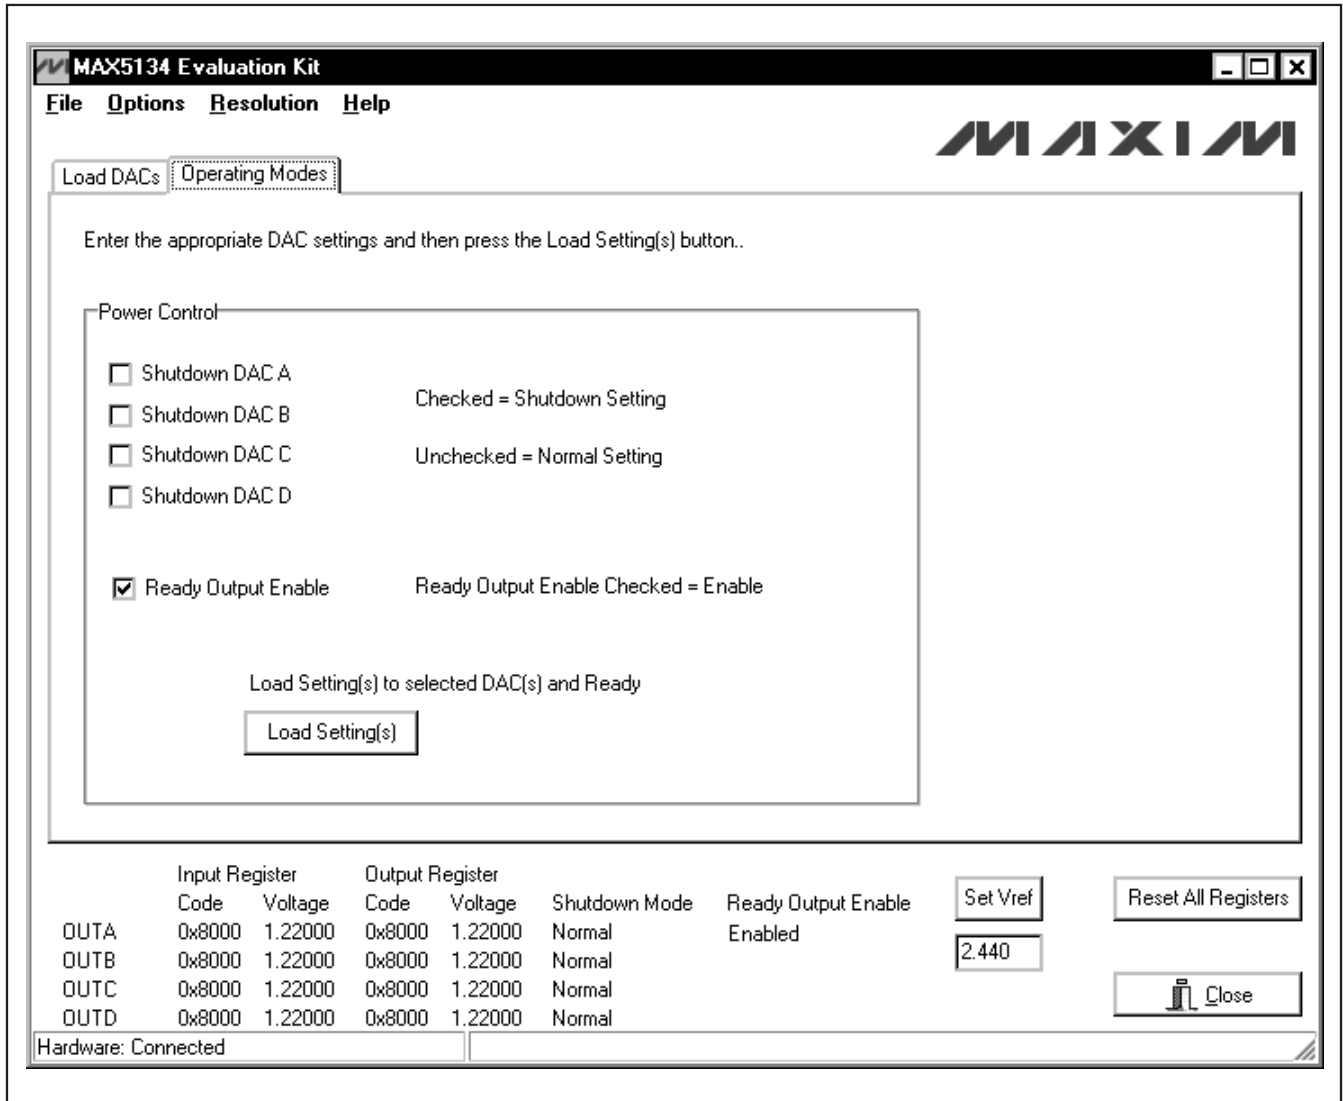 MAX5134 Evaluation Kit
File Options Resolution Help
MAXIM
Load DACs Operating Modes
Enter the appropriate DAC settings and then press the Load Setting(s) button..
Power Control
Shutdown DAC A
Checked = Shutdown Setting
Shutdown DAC B
Shutdown DAC C
Unchecked = Normal Setting
Shutdown DAC D
Ready Output Enable Ready Output Enable Checked = Enable
Load Setting(s) to selected DAC(s) and Ready
Load Setting(s)
Input Register Output Register
Code Voltage Code Voltage Shutdown Mode Ready Output Enable Set Vref Reset All Registers
OUTA 0x8000 1.22000 0x8000 1.22000 Normal Enabled
OUTB 0x8000 1.22000 0x8000 1.22000 Normal 2.440
OUTC 0x8000 1.22000 0x8000 1.22000 Normal Close
OUTD 0x8000 1.22000 0x8000 1.22000 Normal
Hardware: Connected